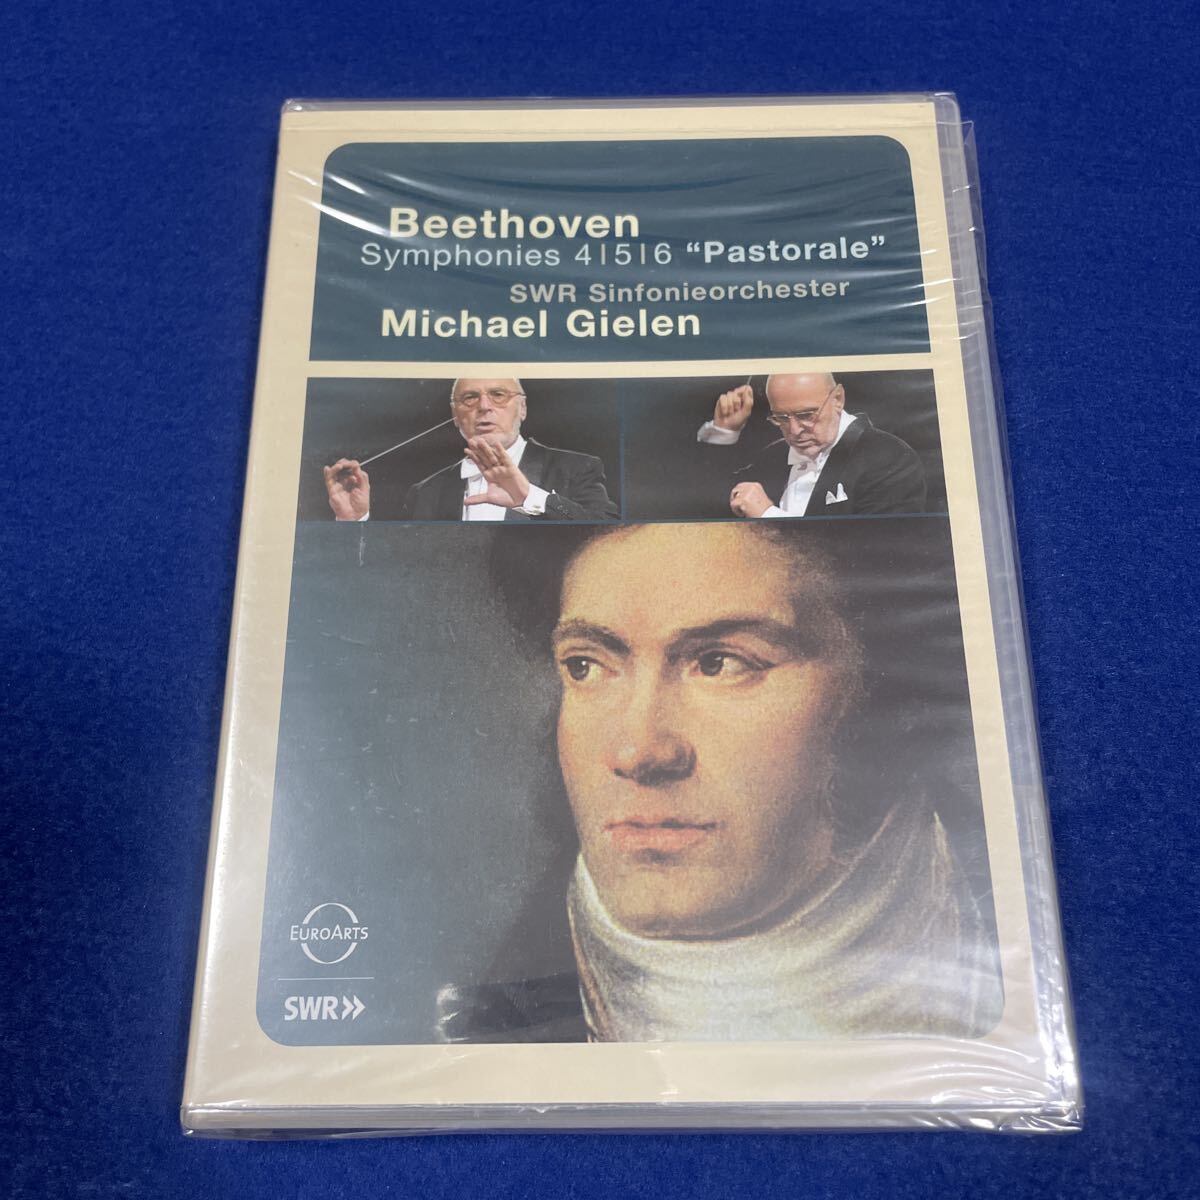 Beethoven
Symphonies 4|5|6 “Pastorale”
SWR Sinfonieorchester
Michael Gielen
EUROARTS
SWR»